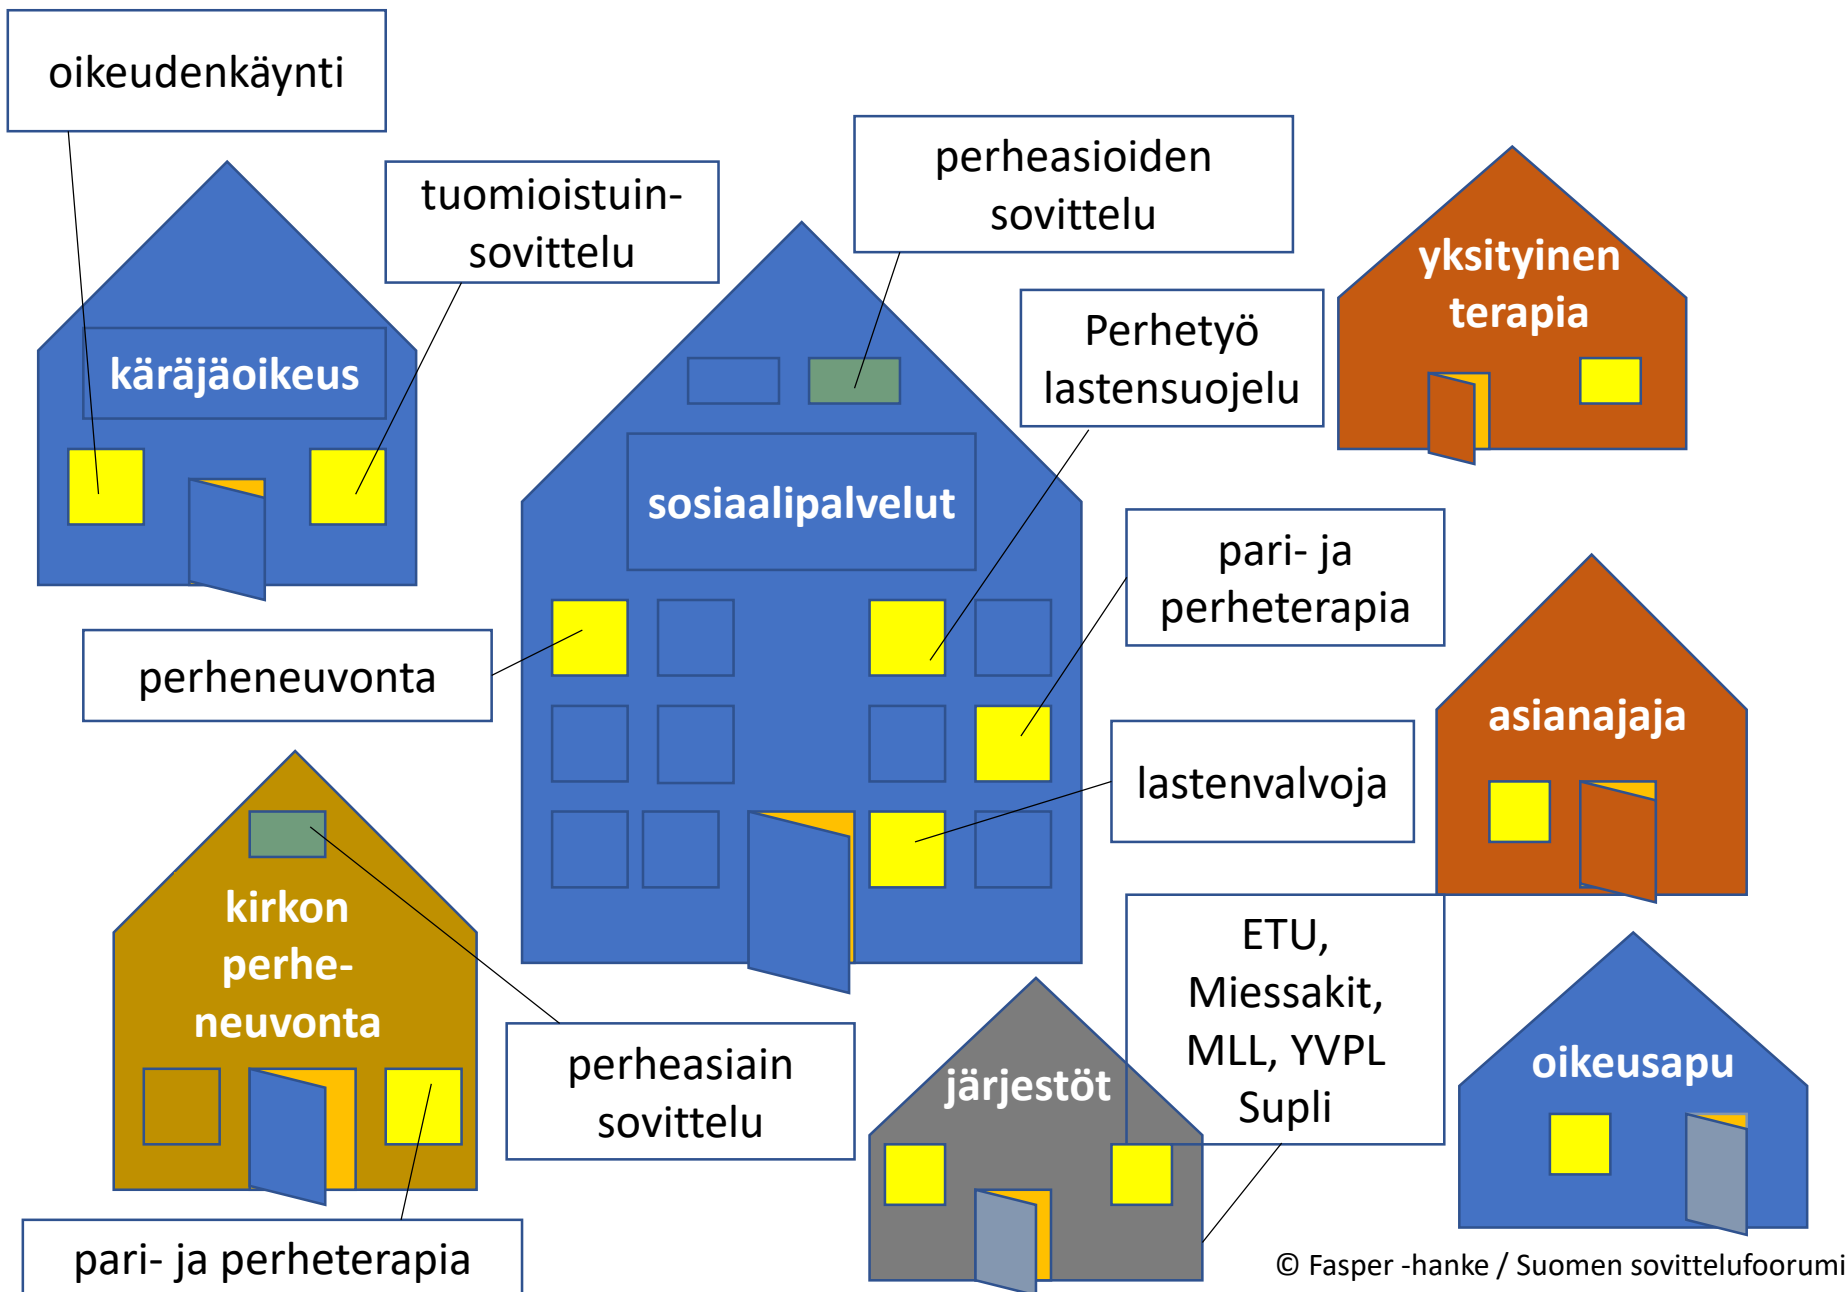 oikeudenkäynti
tuomioistuin-
sovittelu
perheasioiden
sovittelu
yksityinen
terapia
käräjäoikeus
Perhetyö
lastensuojelu
sosiaalipalvelut
pari- ja
perheterapia
perheneuvonta
asianajaja
lastenvalvoja
kirkon
perhe-
neuvonta
ETU,
Miessakit,
MLL, YVPL
Supli
perheasiain
sovittelu
järjestöt
oikeusapu
pari- ja perheterapia
© Fasper -hanke / Suomen sovittelufoorumi